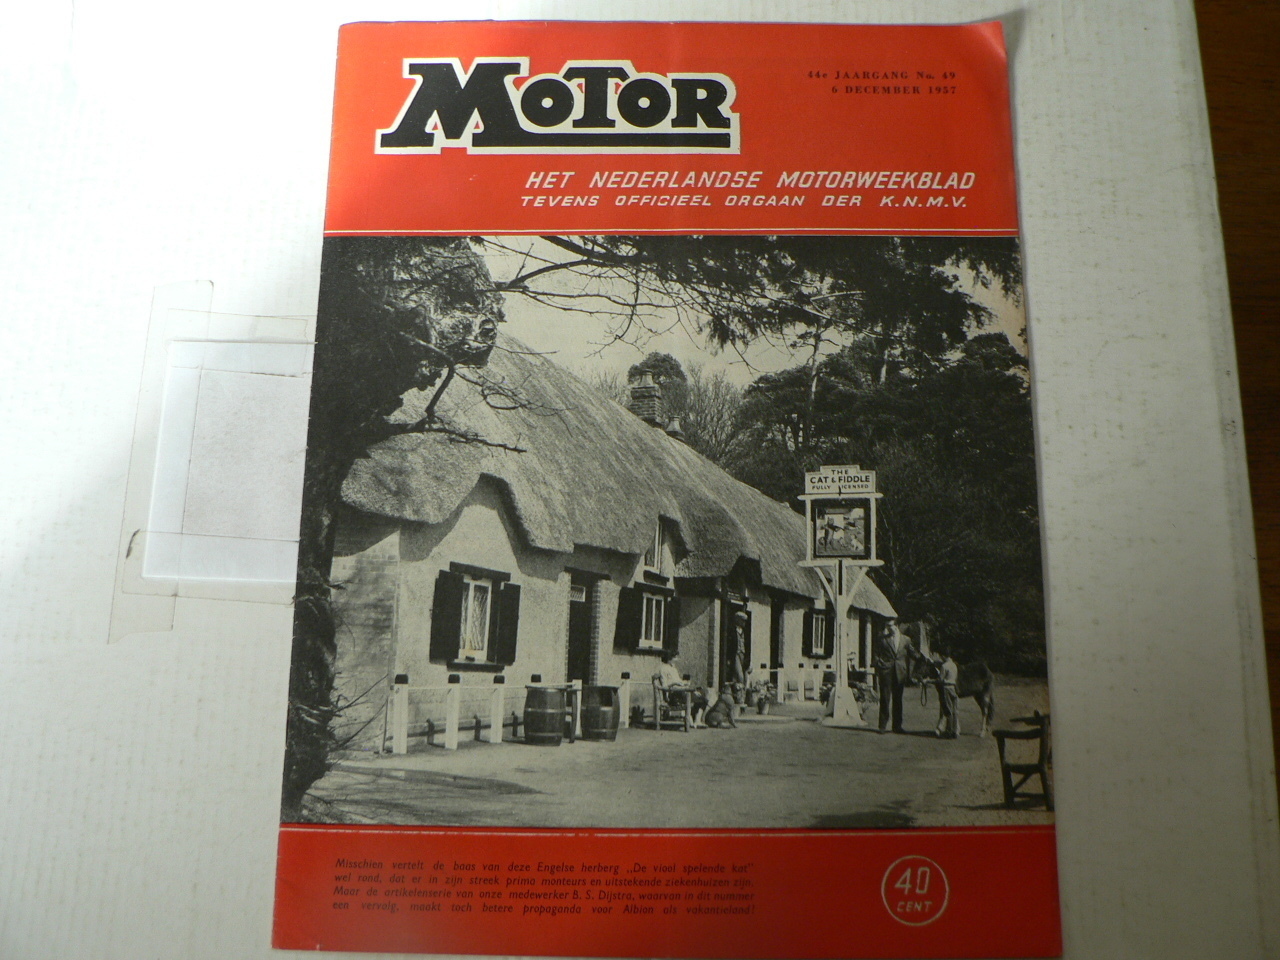 MOTOR
44e JAARGANG No. 49
6 DECEMBER 1957
HET NEDERLANDSE MOTORWEEKBLAD
TEVENS OFFICIEEL ORGAAN DER K.N.M.V.
THE
CAT & FIDDLE
FULLY LICENSED
Misschien vertelt de baas van deze Engelse herberg „De viool spelende kat"
wel rond, dat er in zijn streek prima monteurs en uitstekende ziekenhuizen zijn.
Maar de artikelenserie van onze medewerker B. S. Dijstra, waarvan in dit nummer
een vervolg, maakt toch betere propaganda voor Albion als vakantieland!
40
CENT